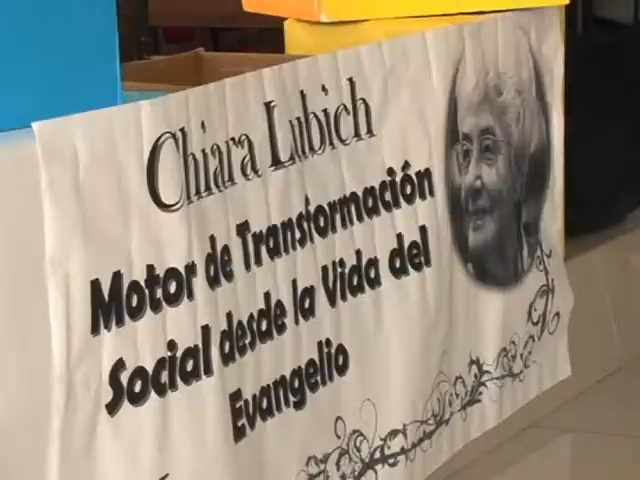 Chiara Lubich
Motor de Transformación
Social desde la Vida del
Evangelio